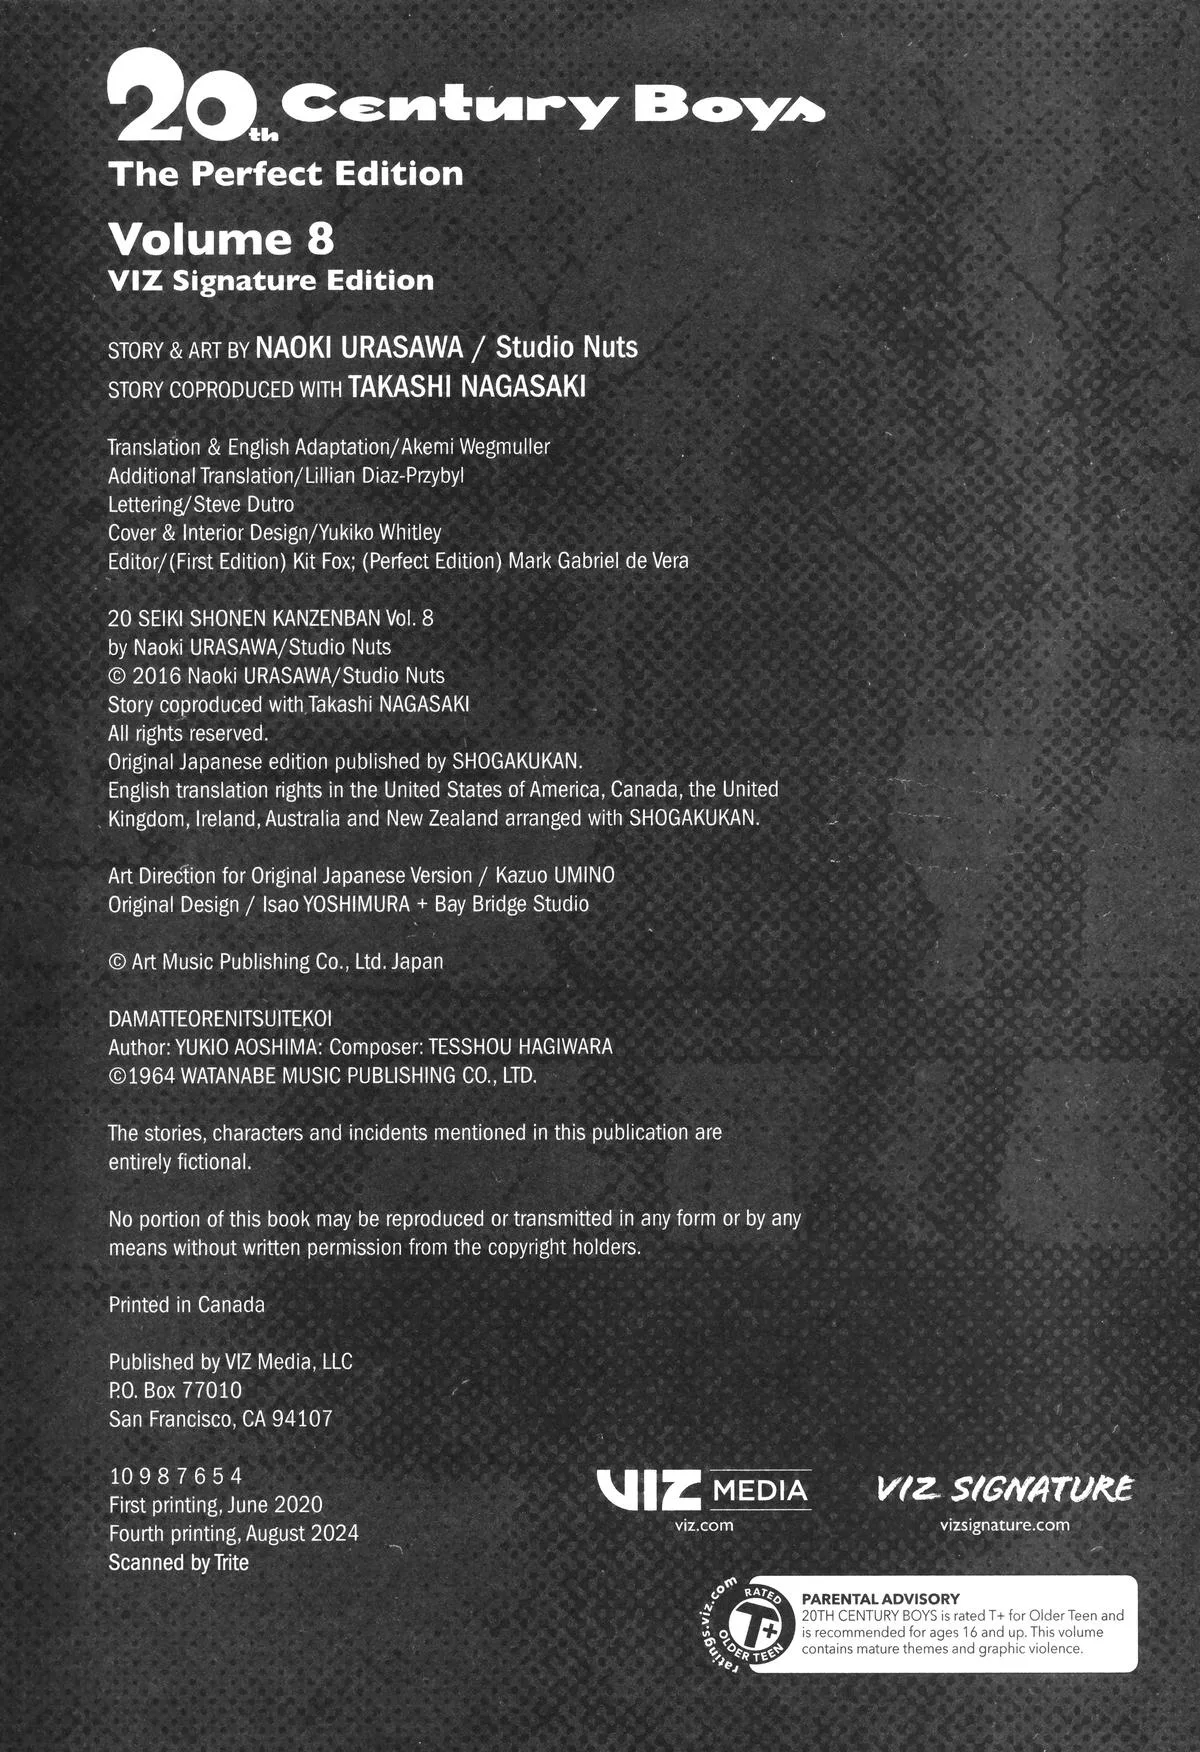 20th Century Boys
The Perfect Edition
Volume 8
VIZ Signature Edition
STORY & ART BY NAOKI URASAWA / Studio Nuts
STORY COPRODUCED WITH TAKASHI NAGASAKI
Translation & English Adaptation/Akemi Wegmuller
Additional Translation/Lillian Diaz-Przybyl
Lettering/Steve Dutro
Cover & Interior Design/Yukiko Whitley
Editor/(First Edition) Kit Fox; (Perfect Edition) Mark Gabriel de Vera
20 SEIKI SHONEN KANZENBAN Vol. 8
by Naoki URASAWA/Studio Nuts
© 2016 Naoki URASAWA/Studio Nuts
Story coproduced with Takashi NAGASAKI
All rights reserved.
Original Japanese edition published by SHOGAKUKAN.
English translation rights in the United States of America, Canada, the United
Kingdom, Ireland, Australia and New Zealand arranged with SHOGAKUKAN.
Art Direction for Original Japanese Version / Kazuo UMINO
Original Design / Isao YOSHIMURA + Bay Bridge Studio
© Art Music Publishing Co., Ltd. Japan
DAMATTEORENITSUITEKOI
Author: YUKIO AOSHIMA: Composer: TESSHOU HAGIWARA
©1964 WATANABE MUSIC PUBLISHING CO., LTD.
The stories, characters and incidents mentioned in this publication are
entirely fictional.
No portion of this book may be reproduced or transmitted in any form or by any
means without written permission from the copyright holders.
Printed in Canada
Published by VIZ Media, LLC
P.O. Box 77010
San Francisco, CA 94107
10 9 8 7 6 5 4
First printing, June 2020
Fourth printing, August 2024
Scanned by Trite
VIZ MEDIA
viz.com
VIZ SIGNATURE
vizsignature.com
ratings.viz.com
RATED
T+
OLDER TEEN
PARENTAL ADVISORY
20TH CENTURY BOYS is rated T+ for Older Teen and
is recommended for ages 16 and up. This volume
contains mature themes and graphic violence.